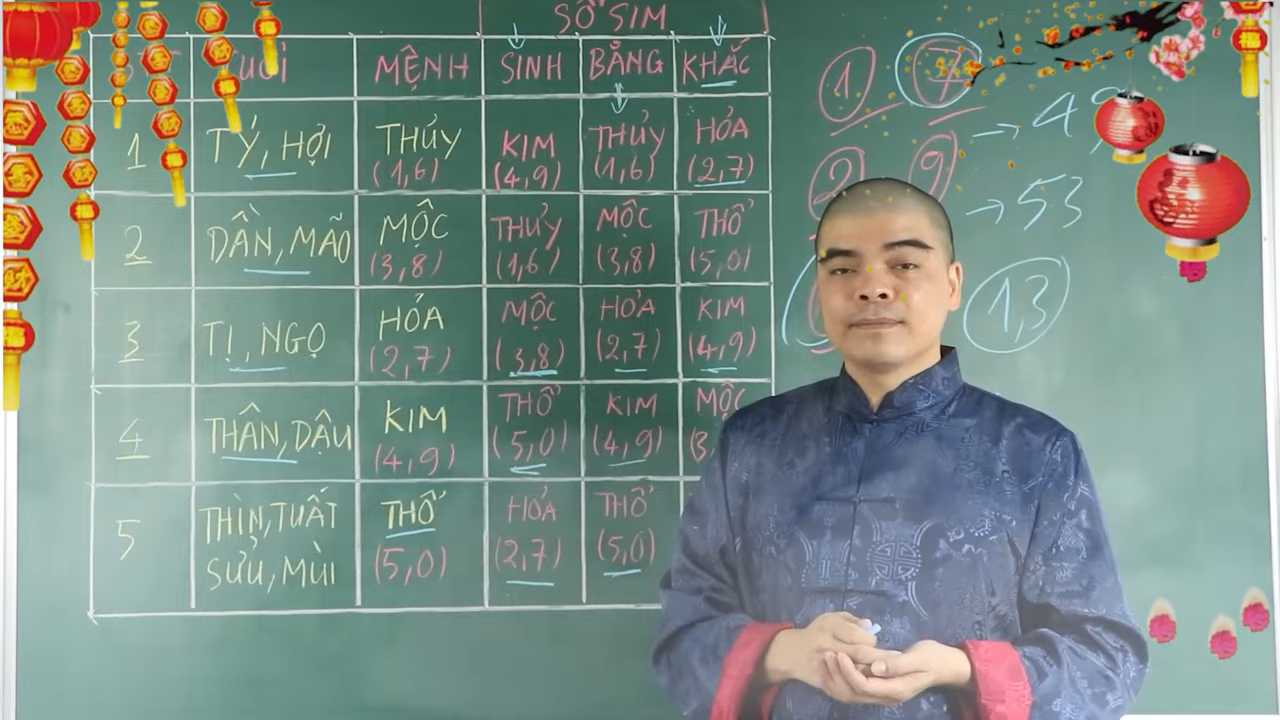 SỐ SIM
MỆNH SINH BẰNG KHẮC
1 TÝ, HỢI THỦY (1,6) KIM (4,9) THỦY (1,6) HỎA (2,7)
2 DẦN, MÃO MỘC (3,8) THỦY (1,6) MỘC (3,8) THỔ (5,0)
3 TỊ, NGỌ HỎA (2,7) MỘC (3,8) HỎA (2,7) KIM (4,9)
4 THÂN, DẬU KIM (4,9) THỔ (5,0) KIM (4,9) MỘC
5 THÌN, TUẤT
SỬU, MÙI THỔ (5,0) HỎA (2,7) THỔ (5,0)
1 7 → 49
2 9 → 53
1,3